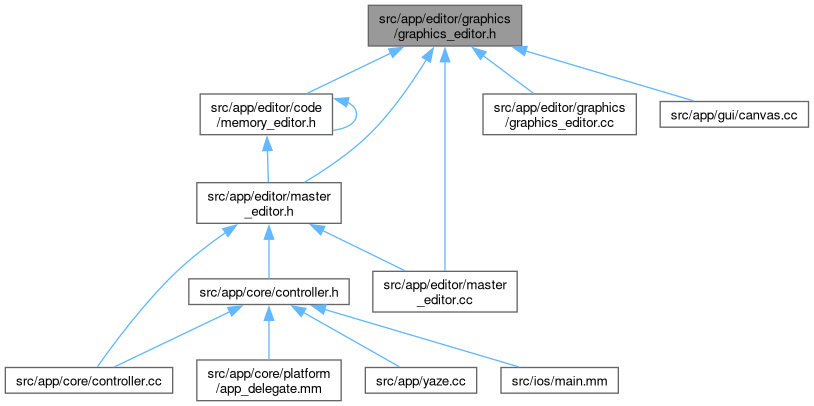 src/app/editor/graphics
/graphics_editor.h
src/app/editor/code
/memory_editor.h
src/app/editor/graphics
/graphics_editor.cc
src/app/gui/canvas.cc
src/app/editor/master
_editor.h
src/app/core/controller.h
src/app/editor/master
_editor.cc
src/app/core/controller.cc
src/app/core/platform
/app_delegate.mm
src/app/yaze.cc
src/ios/main.mm